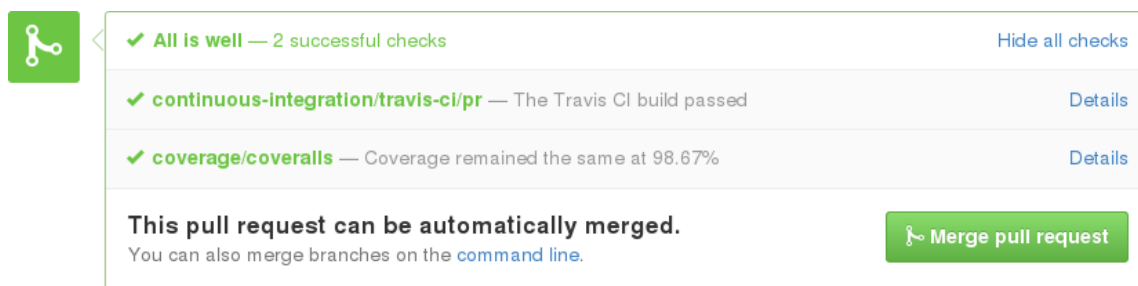 ✔ All is well — 2 successful checks Hide all checks
✔ continuous-integration/travis-ci/pr — The Travis CI build passed Details
✔ coverage/coveralls — Coverage remained the same at 98.67% Details
This pull request can be automatically merged.
You can also merge branches on the command line.
Merge pull request